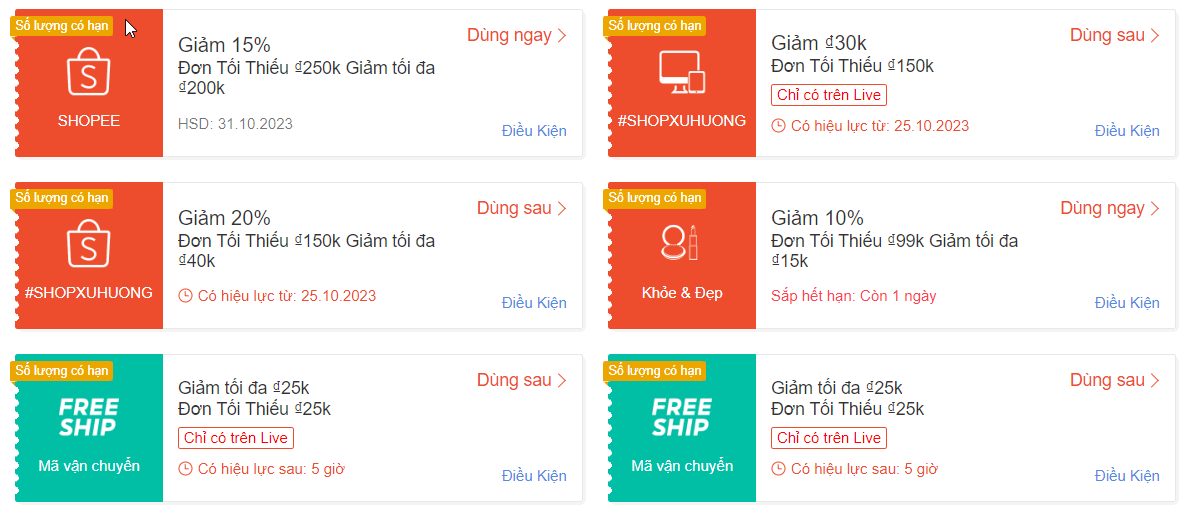 Số lượng có hạn
SHOPEE
Giảm 15%
Đơn Tối Thiểu ₫250k Giảm tối đa
₫200k
HSD: 31.10.2023
Dùng ngay
Điều Kiện
Số lượng có hạn
#SHOPXUHUONG
Giảm ₫30k
Đơn Tối Thiểu ₫150k
Chỉ có trên Live
Có hiệu lực từ: 25.10.2023
Dùng sau
Điều Kiện
Số lượng có hạn
#SHOPXUHUONG
Giảm 20%
Đơn Tối Thiểu ₫150k Giảm tối đa
₫40k
Có hiệu lực từ: 25.10.2023
Dùng sau
Điều Kiện
Số lượng có hạn
Khỏe & Đẹp
Giảm 10%
Đơn Tối Thiểu ₫99k Giảm tối đa
₫15k
Sắp hết hạn: Còn 1 ngày
Dùng ngay
Điều Kiện
Số lượng có hạn
FREE
SHIP
Mã vận chuyển
Giảm tối đa ₫25k
Đơn Tối Thiểu ₫25k
Chỉ có trên Live
Có hiệu lực sau: 5 giờ
Dùng sau
Điều Kiện
Số lượng có hạn
FREE
SHIP
Mã vận chuyển
Giảm tối đa ₫25k
Đơn Tối Thiểu ₫25k
Chỉ có trên Live
Có hiệu lực sau: 5 giờ
Dùng sau
Điều Kiện